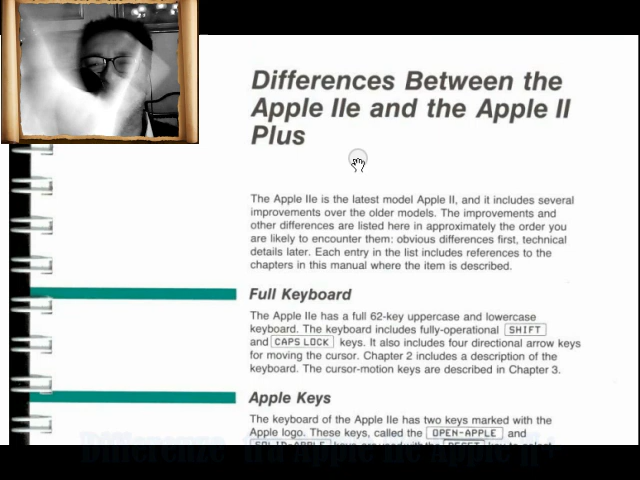 Differences Between the
Apple IIe and the Apple II
Plus
The Apple IIe is the latest model Apple II, and it includes several
improvements over the older models. The improvements and
other differences are listed here in approximately the order you
are likely to encounter them: obvious differences first, technical
details later. Each entry in the list includes references to the
chapters in this manual where the item is described.
Full Keyboard
The Apple IIe has a full 62-key uppercase and lowercase
keyboard. The keyboard includes fully-operational SHIFT
and CAPS LOCK keys. It also includes four directional arrow keys
for moving the cursor. Chapter 2 includes a description of the
keyboard. The cursor-motion keys are described in Chapter 3.
Apple Keys
The keyboard of the Apple IIe has two keys marked with the
Apple logo. These keys, called the OPEN-APPLE and